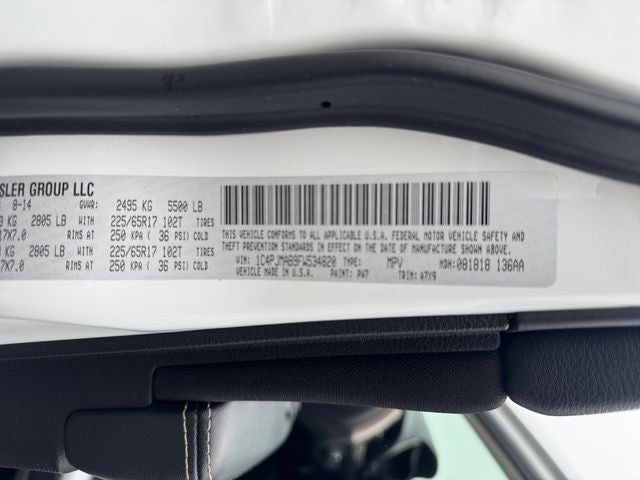 SLER GROUP LLC
8-14 GVWR: 2495 KG 5500 LB
KG 2805 LB WITH 225/65R17 102T TIRES
17X7.0 RIMS AT 250 KPA ( 36 PSI) COLD
KG 2805 LB WITH 225/65R17 102T TIRES
7X7.0 RIMS AT 250 KPA ( 36 PSI) COLD
THIS VEHICLE CONFORMS TO ALL APPLICABLE U.S.A. FEDERAL MOTOR VEHICLE SAFETY AND
THEFT PREVENTION STANDARDS IN EFFECT ON THE DATE OF MANUFACTURE SHOWN ABOVE.
VIN: 1C4PJMAB9FW534820 TYPE: MPV MDH: 081818 136AA
VEHICLE MADE IN U.S.A. PAINT: PW7 TRIM: A7X9